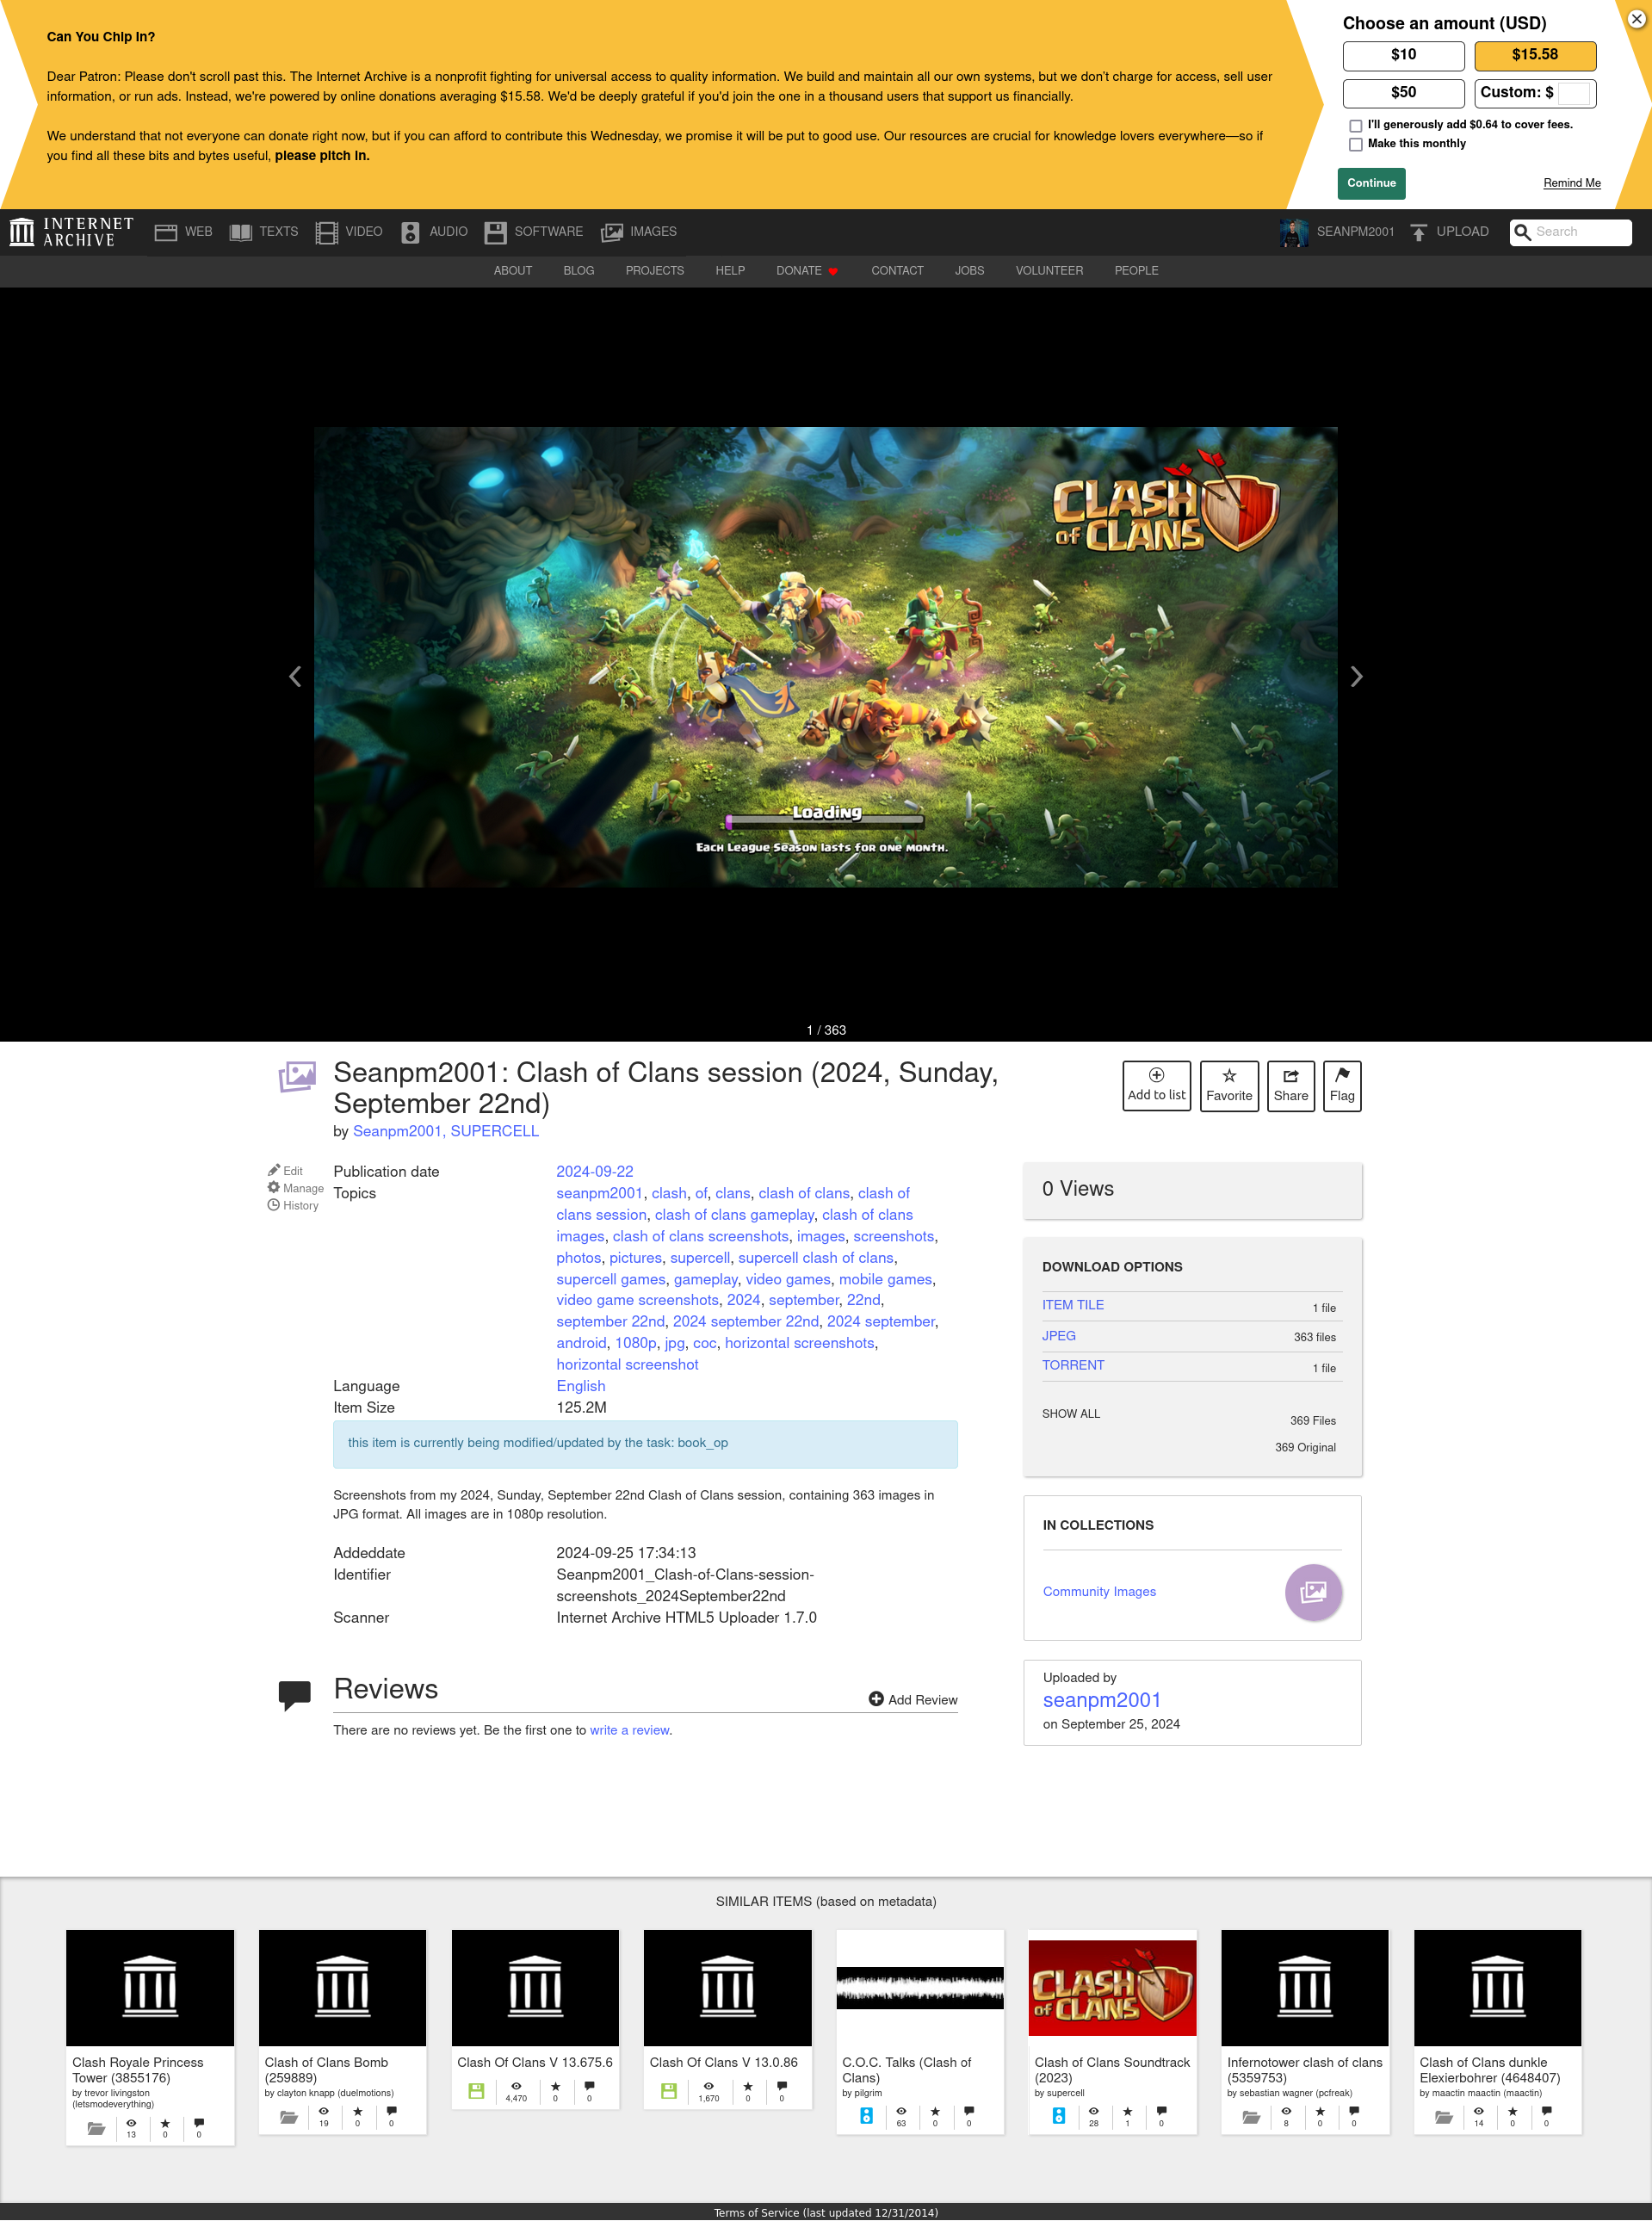 Can You Chip In?
Dear Patron: Please don't scroll past this. The Internet Archive is a nonprofit fighting for universal access to quality information. We build and maintain all our own systems, but we don't charge for access, sell user
information, or run ads. Instead, we're powered by online donations averaging $15.58. We'd be deeply grateful if you'd join the one in a thousand users that support us financially.
We understand that not everyone can donate right now, but if you can afford to contribute this Wednesday, we promise it will be put to good use. Our resources are crucial for knowledge lovers everywhere—so if
you find all these bits and bytes useful, please pitch in.
Choose an amount (USD)
$10
$15.58
$50
Custom: $
I'll generously add $0.64 to cover fees.
Make this monthly
Continue
Remind Me
INTERNET
ARCHIVE
WEB
TEXTS
VIDEO
AUDIO
SOFTWARE
IMAGES
SEANPM2001
UPLOAD
Search
ABOUT
BLOG
PROJECTS
HELP
DONATE
CONTACT
JOBS
VOLUNTEER
PEOPLE
CLASH
OF CLANS
Loading
Each League Season lasts for one month.
1 / 363
Seanpm2001: Clash of Clans session (2024, Sunday,
September 22nd)
by Seanpm2001, SUPERCELL
Add to list
Favorite
Share
Flag
Edit
Manage
History
Publication date 2024-09-22
Topics seanpm2001, clash, of, clans, clash of clans, clash of
clans session, clash of clans gameplay, clash of clans
images, clash of clans screenshots, images, screenshots,
photos, pictures, supercell, supercell clash of clans,
supercell games, gameplay, video games, mobile games,
video game screenshots, 2024, september, 22nd,
september 22nd, 2024 september 22nd, 2024 september,
android, 1080p, jpg, coc, horizontal screenshots,
horizontal screenshot
Language English
Item Size 125.2M
this item is currently being modified/updated by the task: book_op
Screenshots from my 2024, Sunday, September 22nd Clash of Clans session, containing 363 images in
JPG format. All images are in 1080p resolution.
Addeddate 2024-09-25 17:34:13
Identifier Seanpm2001_Clash-of-Clans-session-
screenshots_2024September22nd
Scanner Internet Archive HTML5 Uploader 1.7.0
Reviews
Add Review
There are no reviews yet. Be the first one to write a review.
0 Views
DOWNLOAD OPTIONS
ITEM TILE 1 file
JPEG 363 files
TORRENT 1 file
SHOW ALL 369 Files
369 Original
IN COLLECTIONS
Community Images
Uploaded by
seanpm2001
on September 25, 2024
SIMILAR ITEMS (based on metadata)
Clash Royale Princess
Tower (3855176)
by trevor livingston
(letsmodeverything)
13 0 0
Clash of Clans Bomb
(259889)
by clayton knapp (duelmotions)
19 0 0
Clash Of Clans V 13.675.6
4,470 0 0
Clash Of Clans V 13.0.86
1,670 0 0
C.O.C. Talks (Clash of
Clans)
by pilgrim
63 0 0
CLASH
OF CLANS
Clash of Clans Soundtrack
(2023)
by supercell
28 1 0
Infernotower clash of clans
(5359753)
by sebastian wagner (pcfreak)
8 0 0
Clash of Clans dunkle
Elexierbohrer (4648407)
by maactin maactin (maactin)
14 0 0
Terms of Service (last updated 12/31/2014)